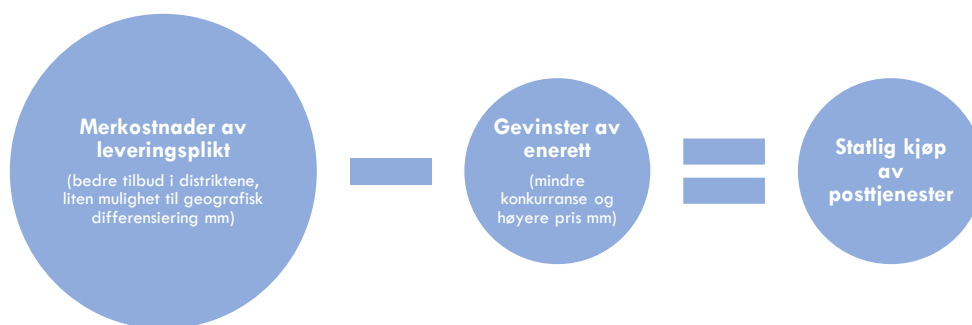 Merkostnader av
leveringsplikt
(bedre tilbud i distriktene,
liten mulighet til geografisk
differensiering mm)
Gevinster av
enerett
(mindre
konkurranse og
høyere pris mm)
Statlig kjøp
av
posttjenester